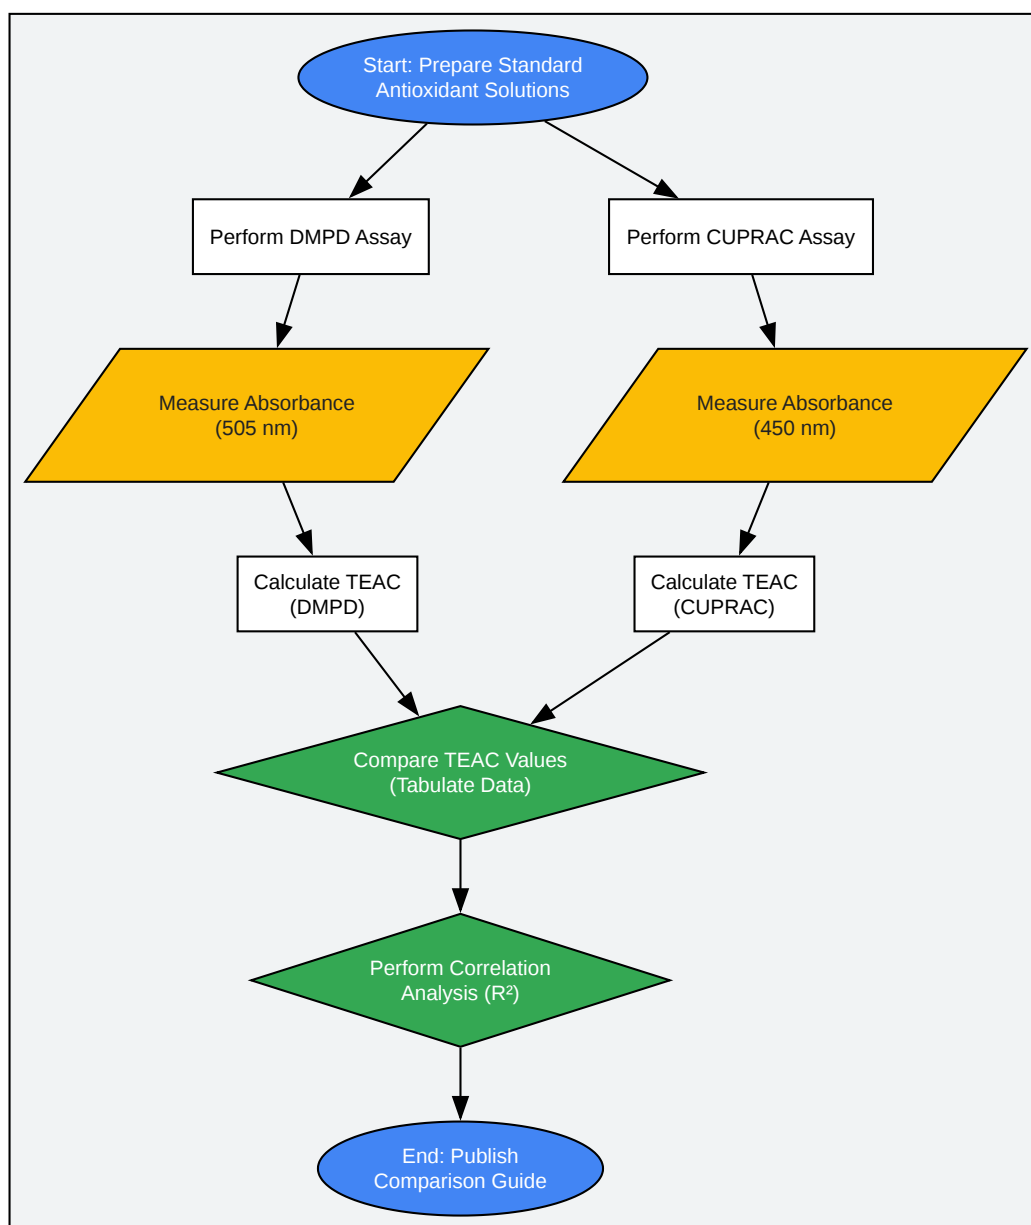 Start: Prepare Standard
Antioxidant Solutions
Perform DMPD Assay
Perform CUPRAC Assay
Measure Absorbance
(505 nm)
Measure Absorbance
(450 nm)
Calculate TEAC
(DMPD)
Calculate TEAC
(CUPRAC)
Compare TEAC Values
(Tabulate Data)
Perform Correlation
Analysis (R²)
End: Publish
Comparison Guide